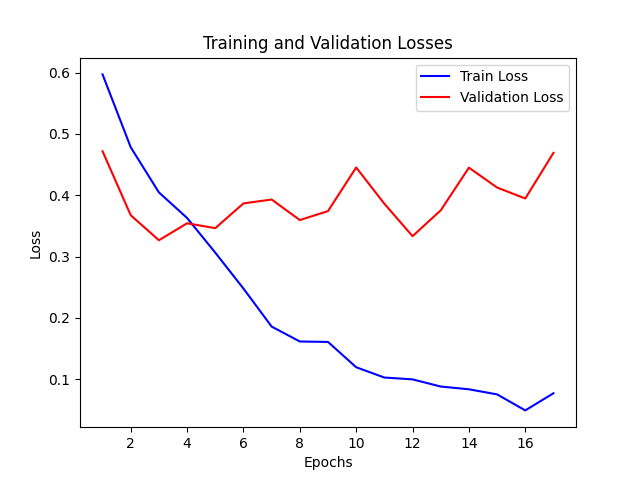 Training and Validation Losses
Train Loss
Validation Loss
0.6
0.5
0.4
0.3
0.2
0.1
Loss
2 4 6 8 10 12 14 16
Epochs